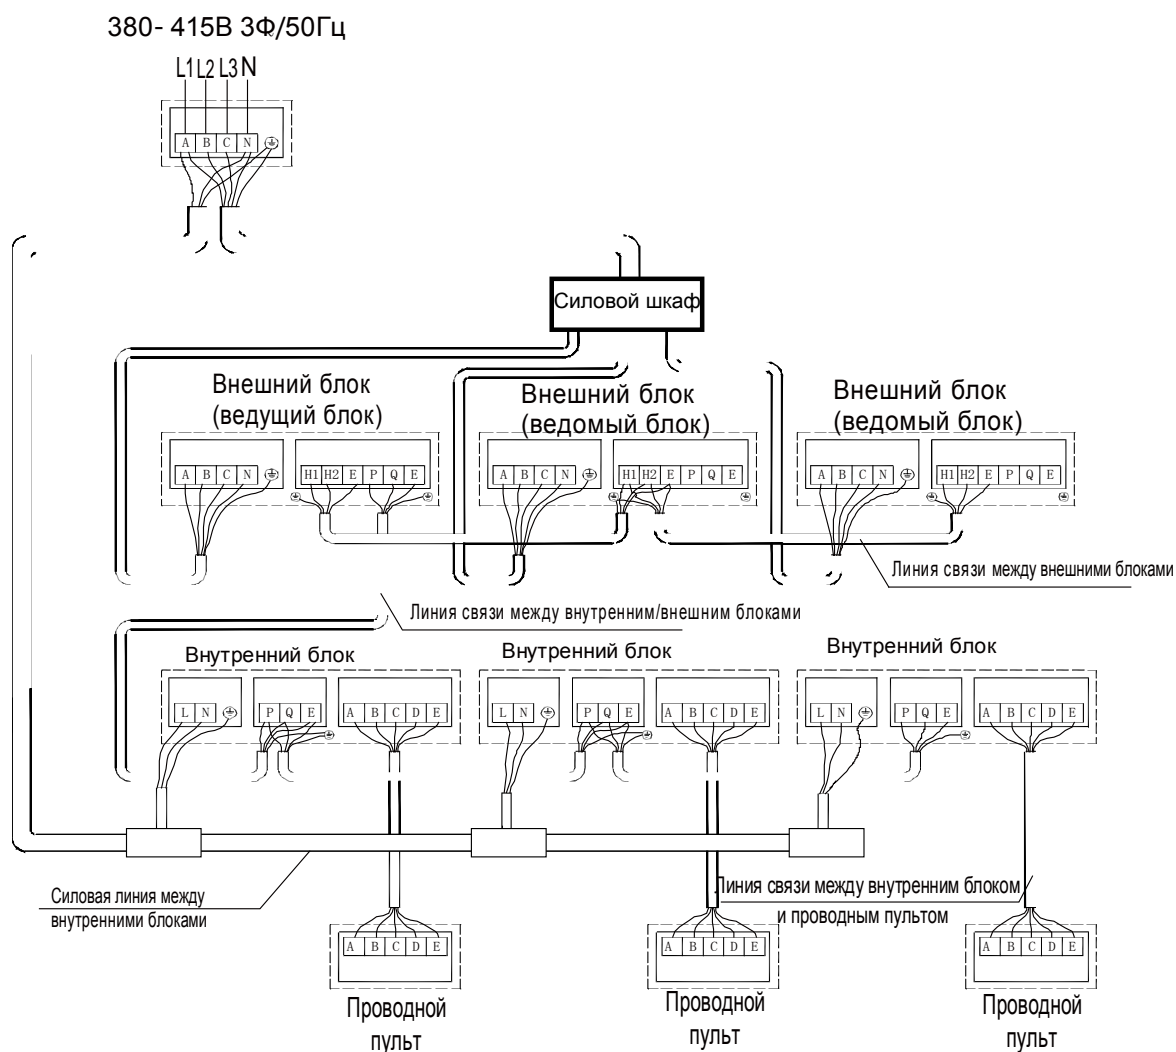 380- 415В 3Ф/50Гц
L1 L2 L3 N
A B C N
Силовой шкаф
Внешний блок
(ведущий блок)
Внешний блок
(ведомый блок)
Внешний блок
(ведомый блок)
A B C N
H1 H2 E P Q E
A B C N
H1 H2 E P Q E
A B C N
H1 H2 E P Q E
Линия связи между внешними блоками
Линия связи между внутренним/внешним блоками
Внутренний блок
Внутренний блок
Внутренний блок
L N
P Q E
A B C D E
L N
P Q E
A B C D E
L N
P Q E
A B C D E
Силовая линия между
внутренними блоками
Линия связи между внутренним блоком
и проводным пультом
A B C D E
A B C D E
A B C D E
Проводной
пульт
Проводной
пульт
Проводной
пульт